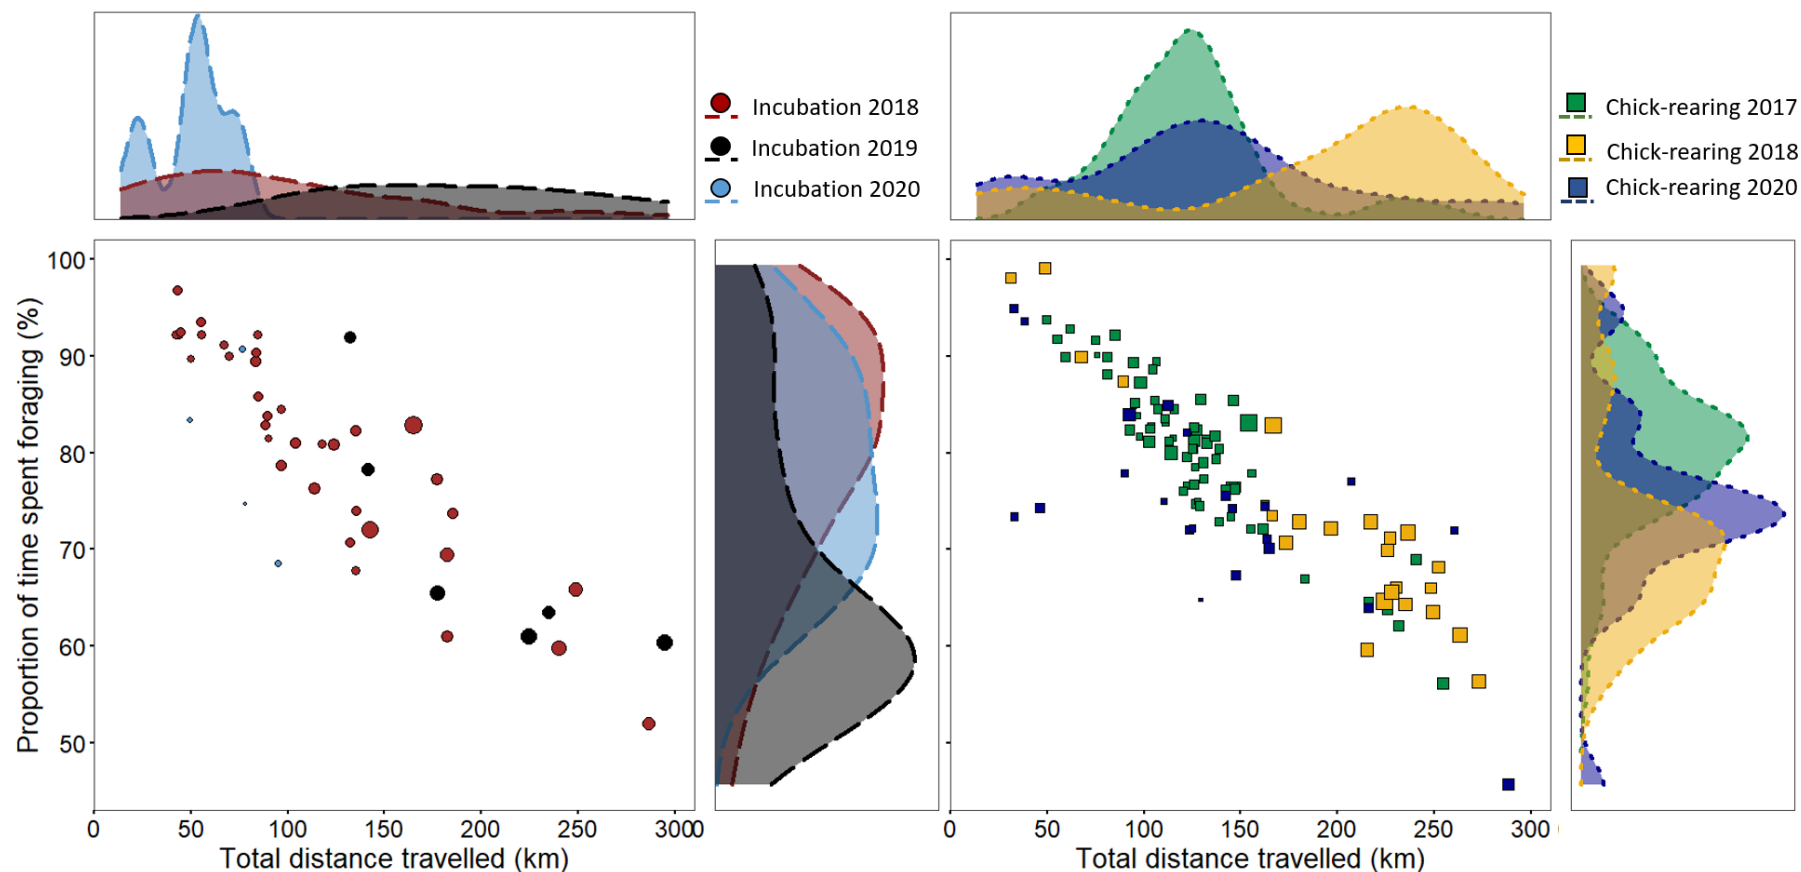 Incubation 2018
Incubation 2019
Incubation 2020
Chick-rearing 2017
Chick-rearing 2018
Chick-rearing 2020
Proportion of time spent foraging (%)
100
90
80
70
60
50
0 50 100 150 200 250 3000
0 50 100 150 200 250 300
Total distance travelled (km)
Total distance travelled (km)